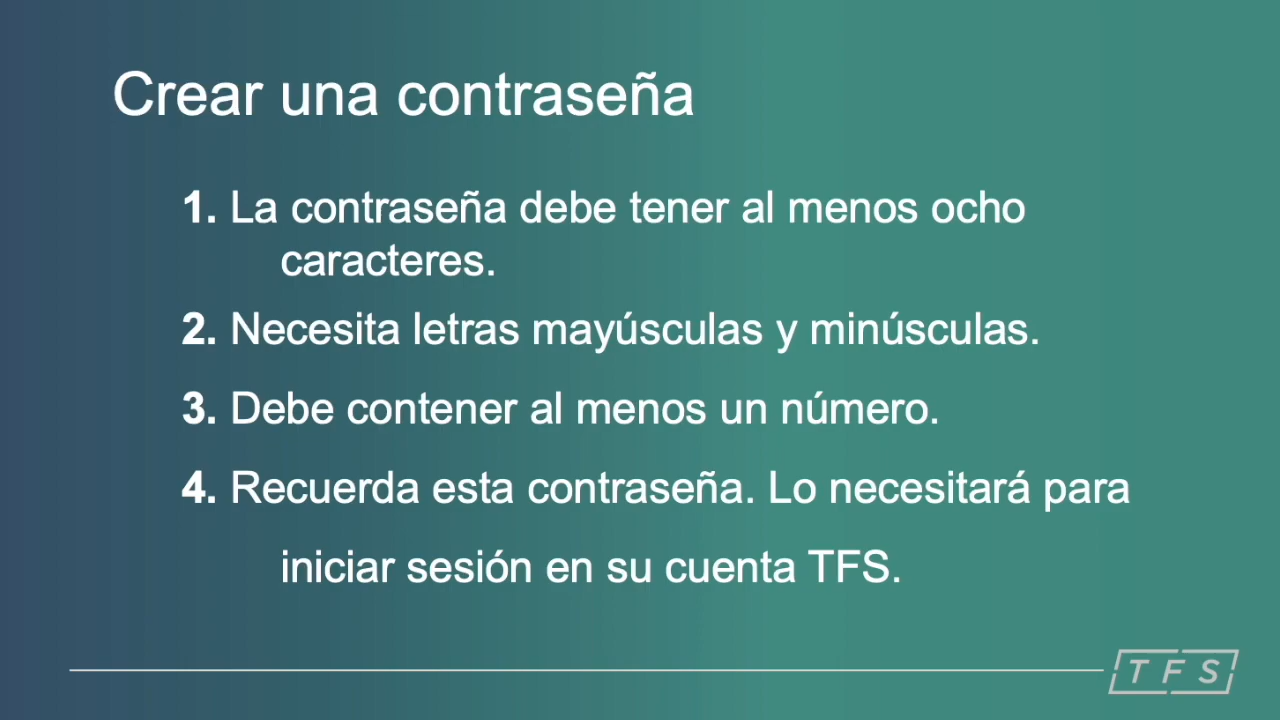 Crear una contraseña
1. La contraseña debe tener al menos ocho
caracteres.
2. Necesita letras mayúsculas y minúsculas.
3. Debe contener al menos un número.
4. Recuerda esta contraseña. Lo necesitará para
iniciar sesión en su cuenta TFS.
TFS